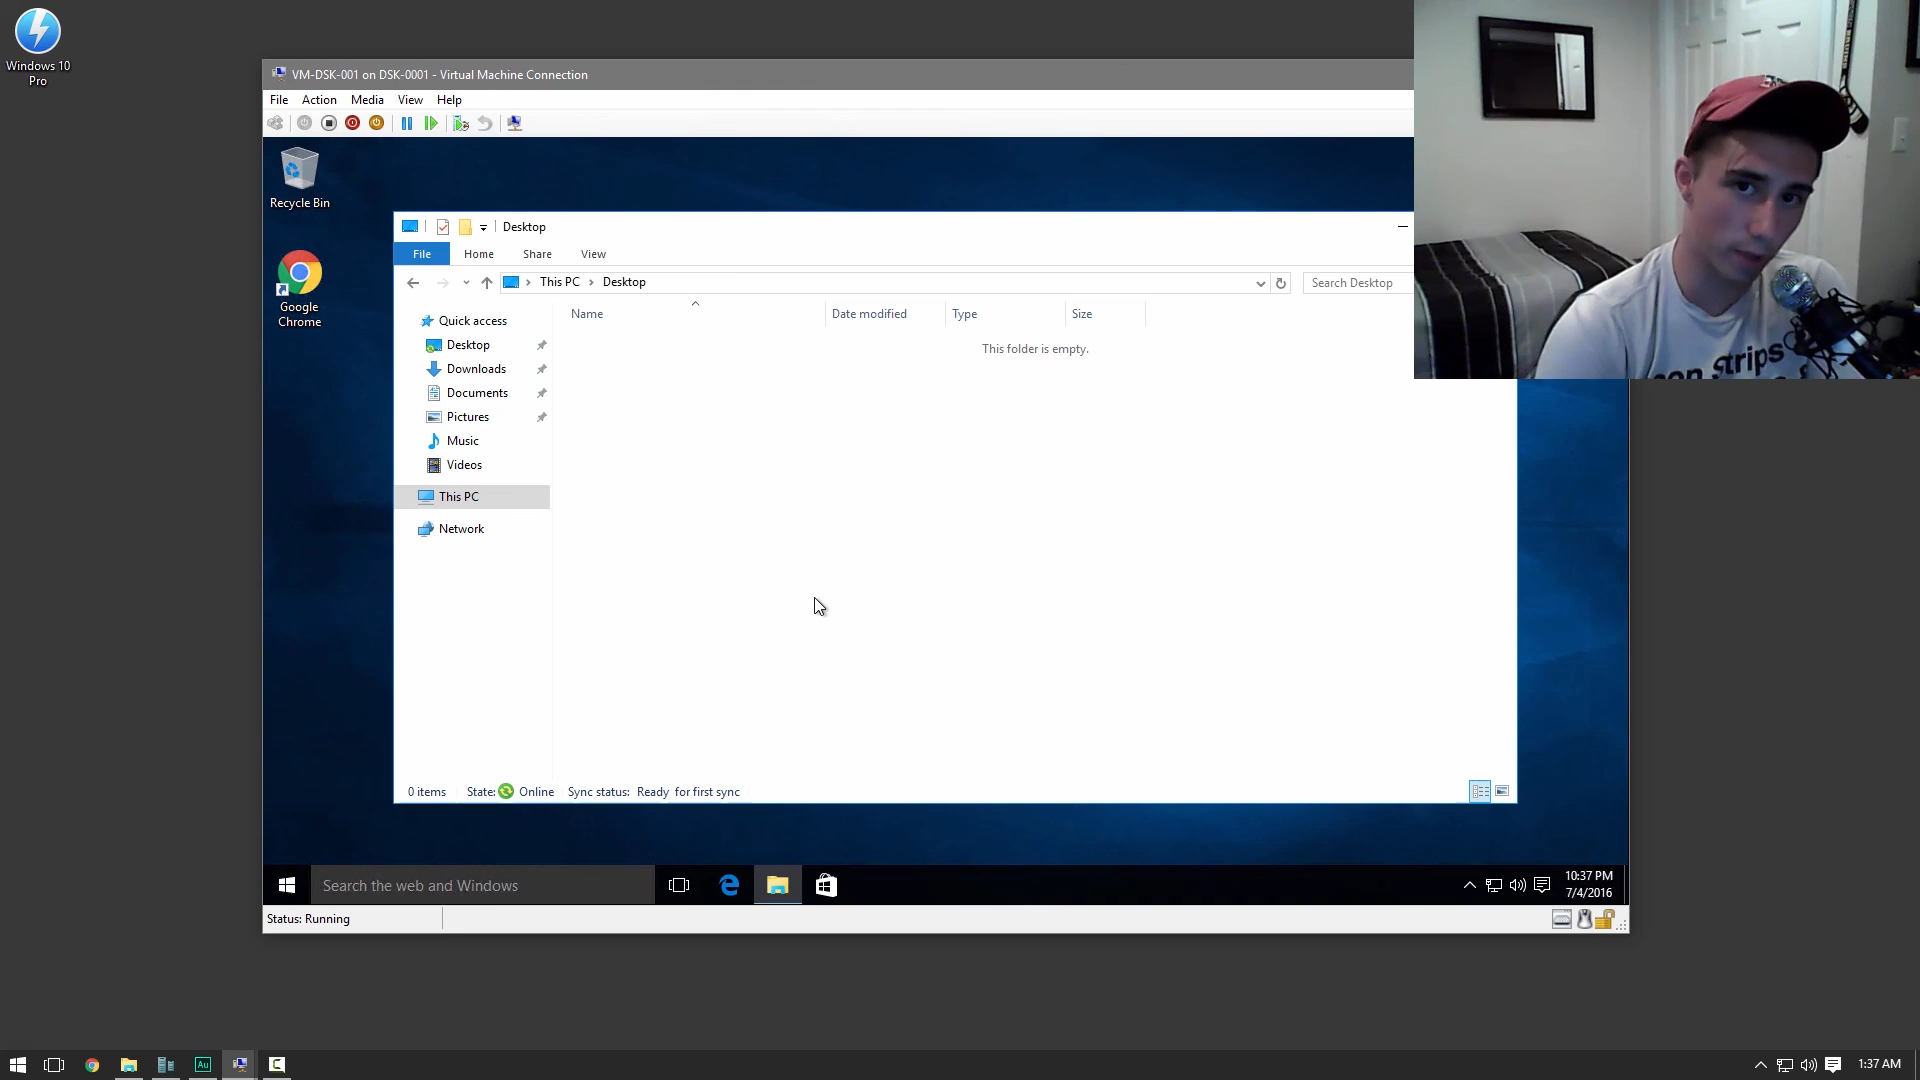 Windows 10
Pro
VM-DSK-001 on DSK-0001 - Virtual Machine Connection
File Action Media View Help
Recycle Bin
Google
Chrome
Desktop
File Home Share View
This PC Desktop
Search Desktop
Name Date modified Type Size
This folder is empty.
Quick access
Desktop
Downloads
Documents
Pictures
Music
Videos
This PC
Network
0 items State: Online Sync status: Ready for first sync
Search the web and Windows
10:37 PM
7/4/2016
Status: Running
Au
1:37 AM
strips